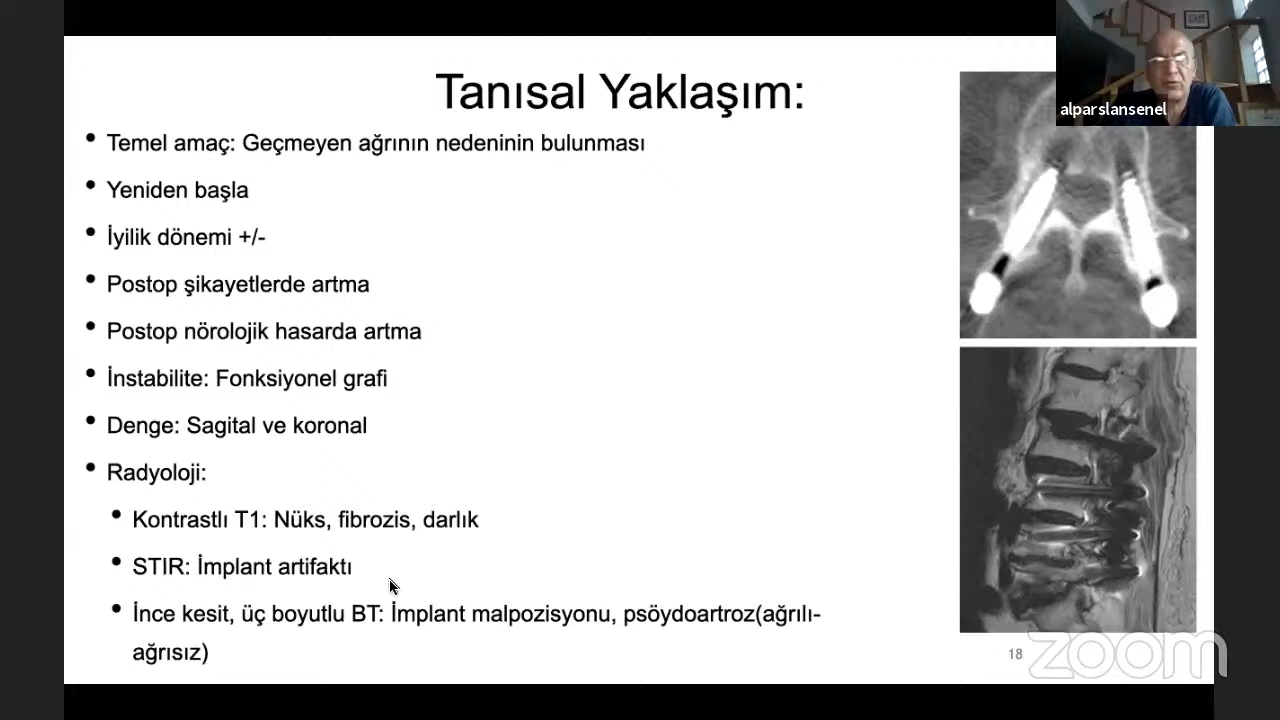 Tanısal Yaklaşım:
alparslansenel
• Temel amaç: Geçmeyen ağrının nedeninin bulunması
• Yeniden başla
• İyilik dönemi +/-
• Postop şikayetlerde artma
• Postop nörolojik hasarda artma
• İnstabilite: Fonksiyonel grafi
• Denge: Sagital ve koronal
• Radyoloji:
• Kontrastlı T1: Nüks, fibrozis, darlık
• STIR: İmplant artifaktı
• İnce kesit, üç boyutlu BT: İmplant malpozisyonu, psöydoartroz(ağrılı-
ağrısız)
18
zoom